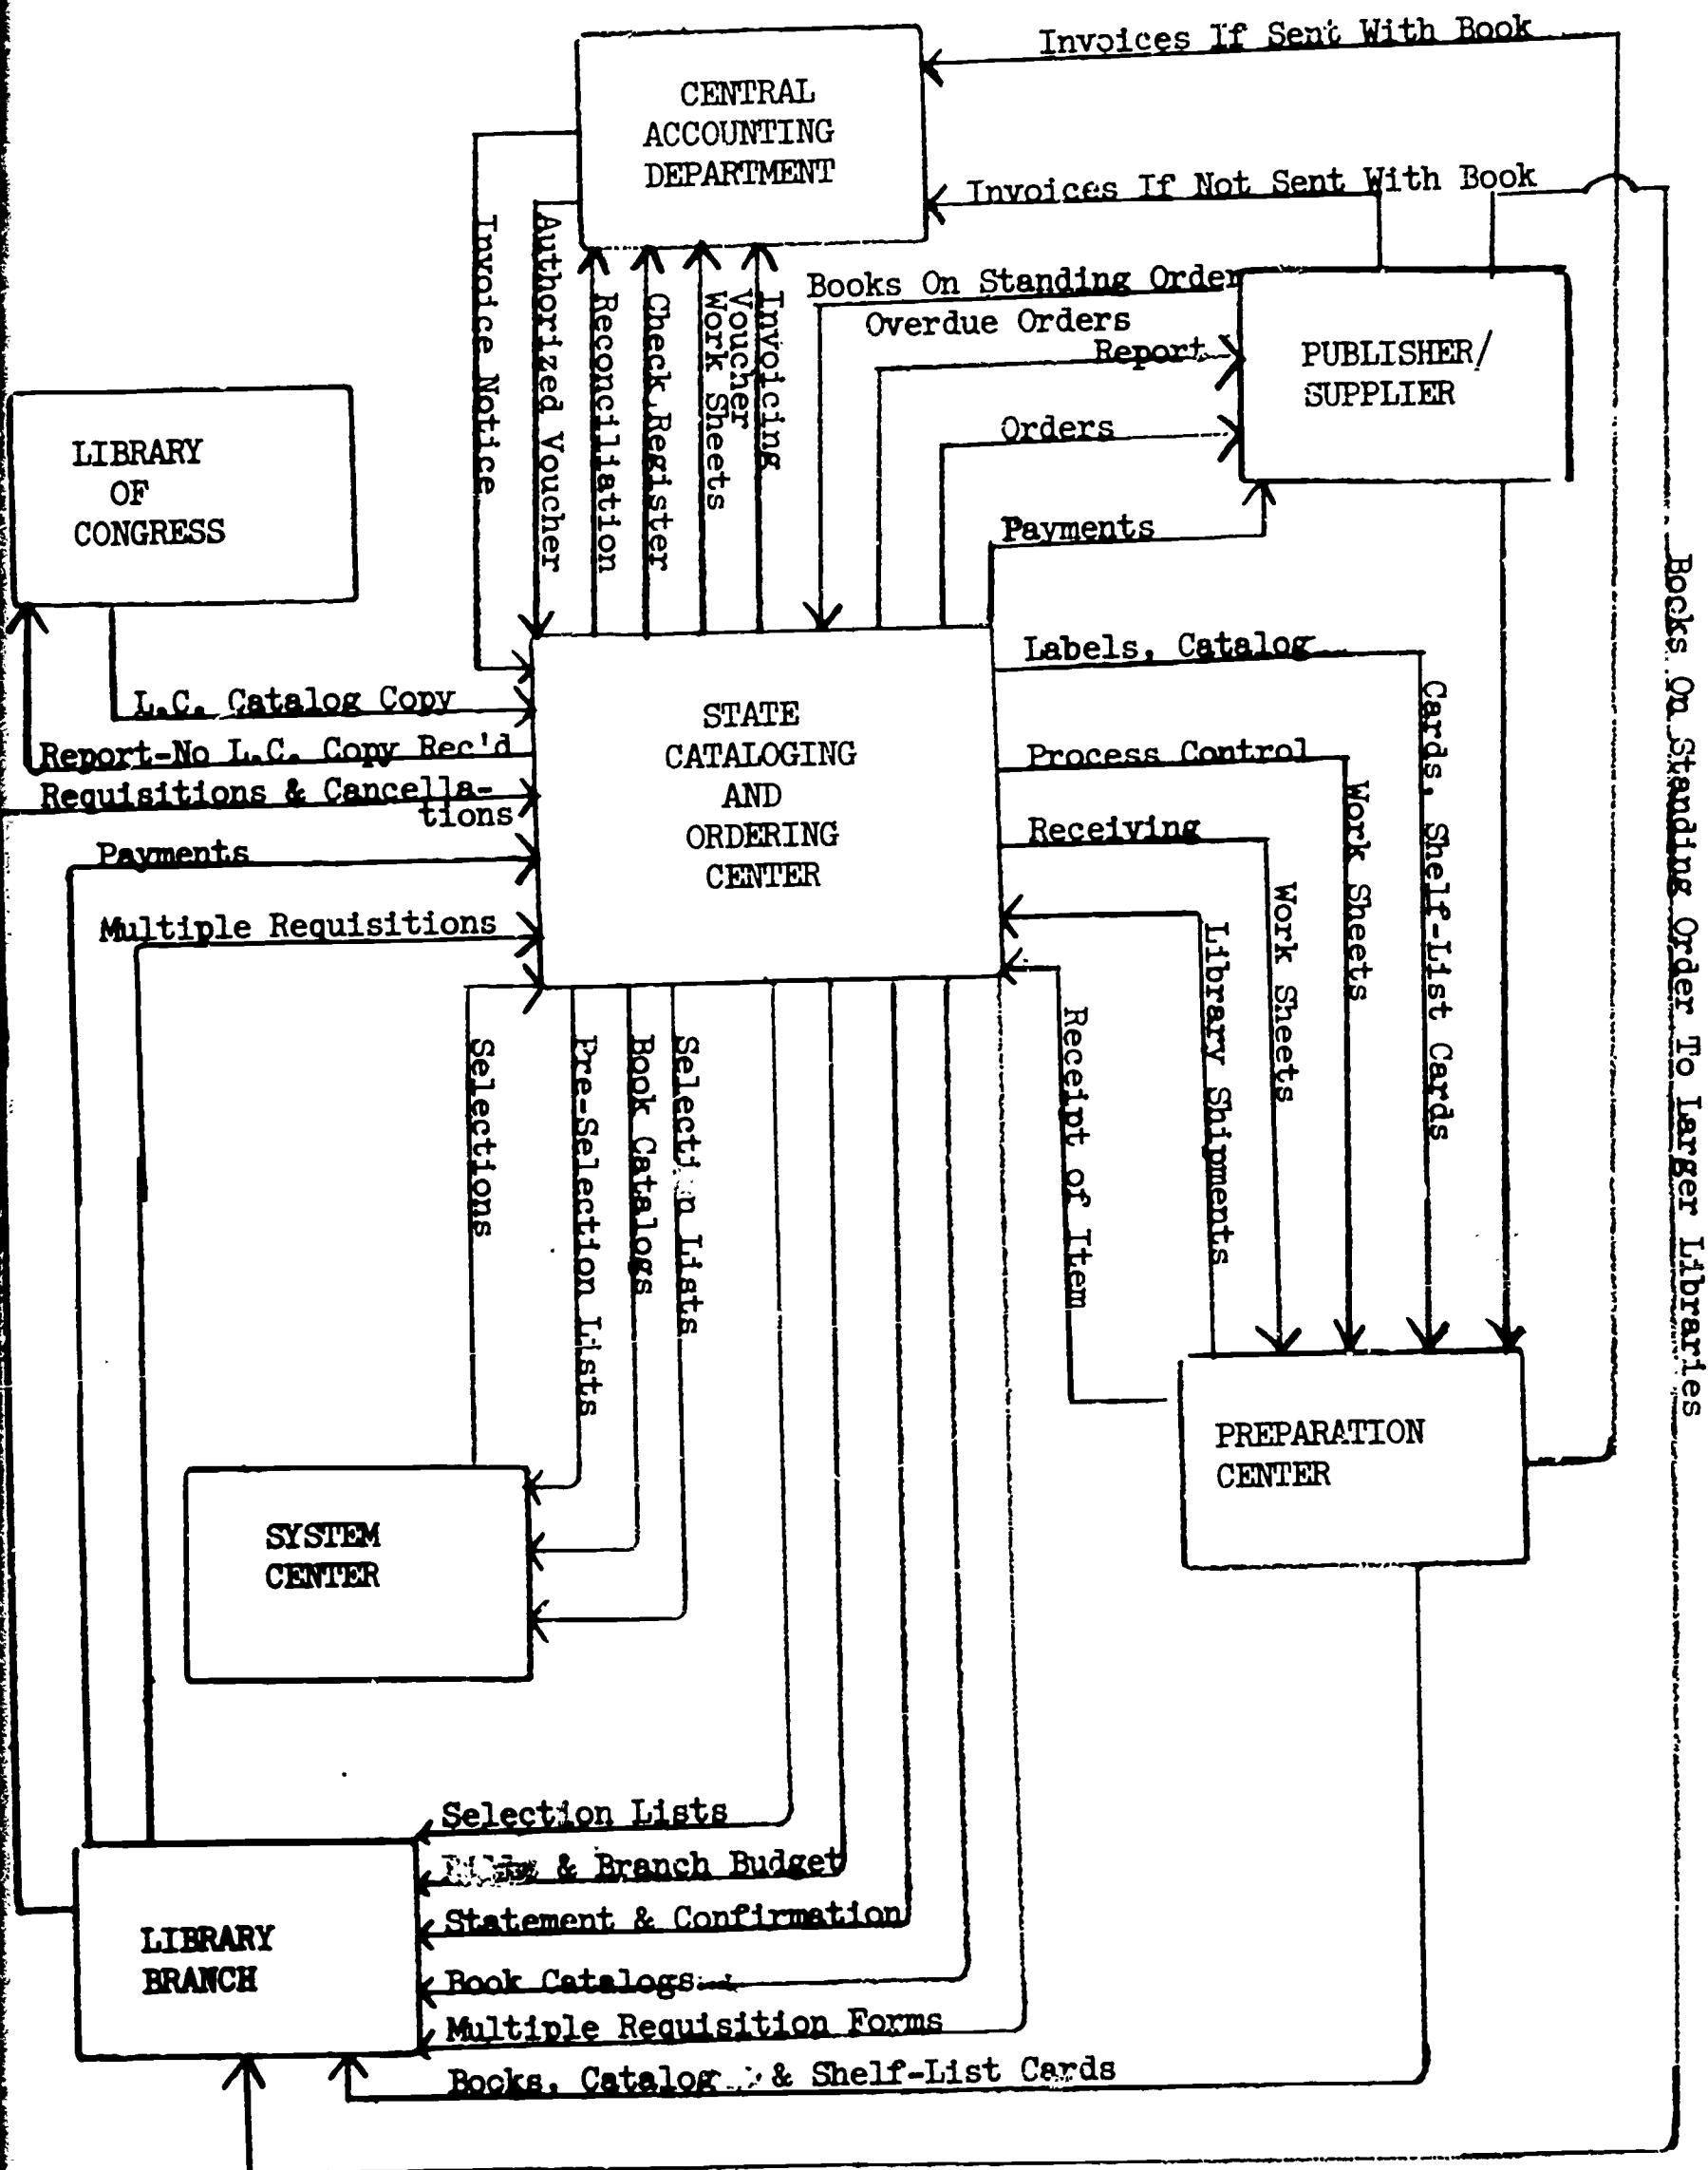 Invoices If Sent With Book
CENTRAL
ACCOUNTING
DEPARTMENT
Invoices If Not Sent With Book
Invoice Notice
Authorized Voucher
Reconciliation
Check Register
Work Sheets
Voucher
Invoicing
Books On Standing Order
Overdue Orders
Report
PUBLISHER/
SUPPLIER
Orders
Payments
LIBRARY
OF
CONGRESS
Books On Standing Order To Larger Libraries
L.C. Catalog Copy
Report-No L.C. Copy Rec'd
Requisitions & Cancella-
tions
Payments
Multiple Requisitions
STATE
CATALOGING
AND
ORDERING
CENTER
Labels, Catalog
Cards, Shelf-List Cards
Process Control
Work Sheets
Receiving
Work Sheets
Library Shipments
Receipt of Item
Selections
Pre-Selection Lists
Book Catalogs
Selection Lists
PREPARATION
CENTER
SYSTEM
CENTER
Selection Lists
& Branch Budget
Statement & Confirmation
Book Catalogs
Multiple Requisition Forms
LIBRARY
BRANCH
Books, Catalog & Shelf-List Cards